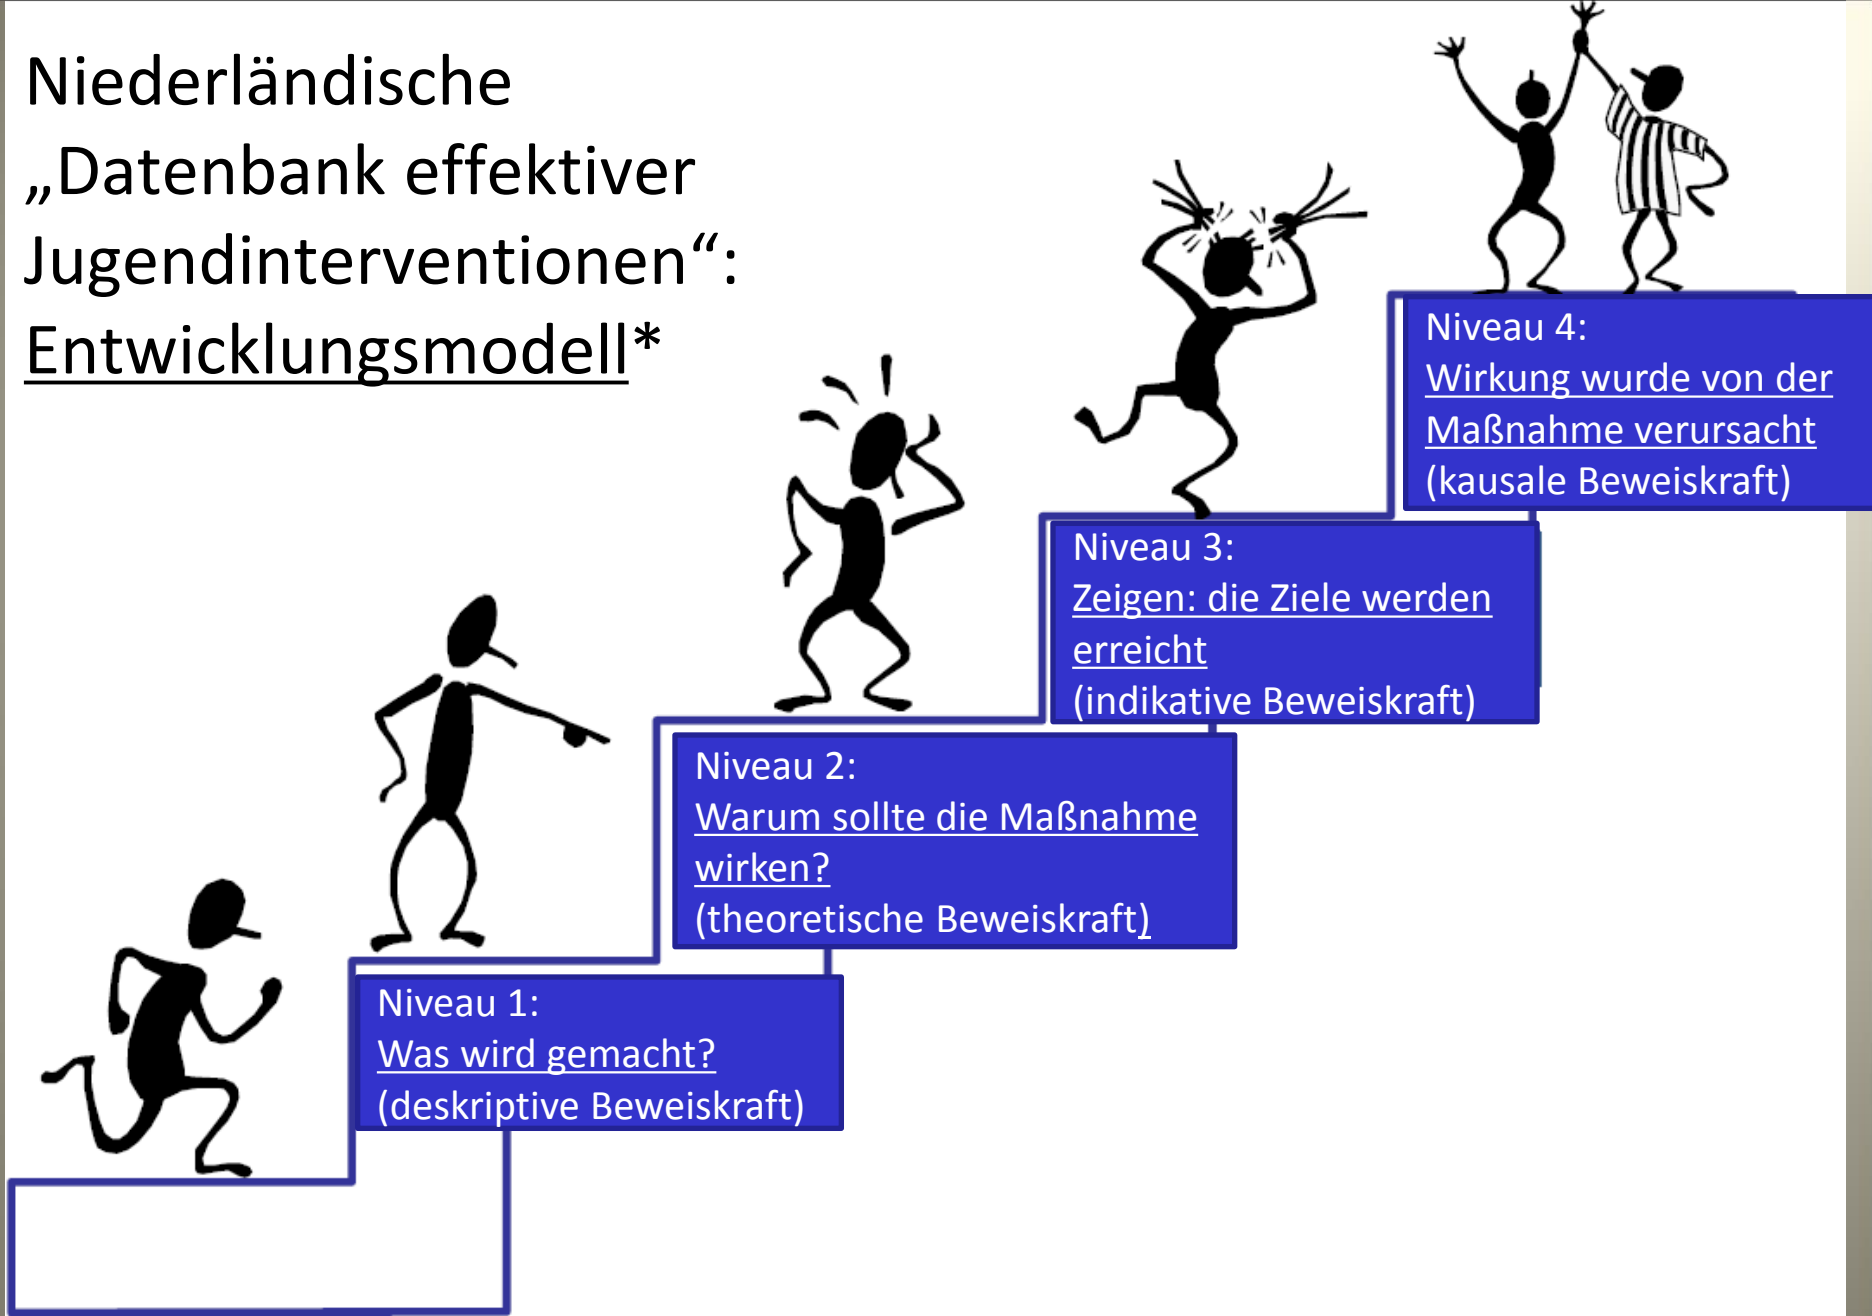 Niederländische
„Datenbank effektiver
Jugendinterventionen“:
Entwicklungsmodell*
Niveau 4:
Wirkung wurde von der
Maßnahme verursacht
(kausale Beweiskraft)
Niveau 3:
Zeigen: die Ziele werden
erreicht
(indikative Beweiskraft)
Niveau 2:
Warum sollte die Maßnahme
wirken?
(theoretische Beweiskraft)
Niveau 1:
Was wird gemacht?
(deskriptive Beweiskraft)